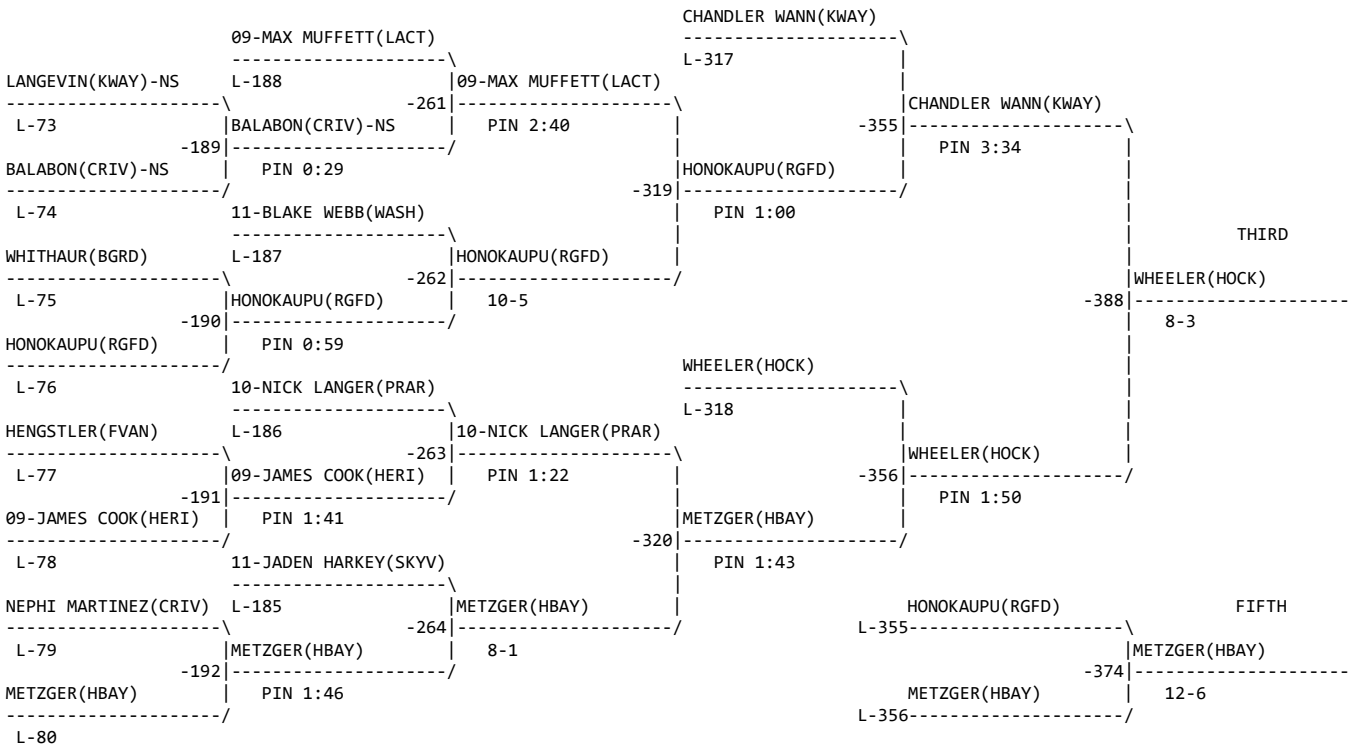 CHANDLER WANN(KWAY)
09-MAX MUFFETT(LACT) ---------------------\
---------------------\ L-317 |
LANGEVIN(KWAY)-NS L-188 |09-MAX MUFFETT(LACT) |
---------------------\ -261|---------------------\ |CHANDLER WANN(KWAY)
L-73 |BALABON(CRIV)-NS | PIN 2:40 | -355|---------------------\
-189|---------------------/ | | PIN 3:34 |
BALABON(CRIV)-NS | PIN 0:29 |HONOKAUPU(RGFD) | |
---------------------/ -319|---------------------/ |
L-74 11-BLAKE WEBB(WASH) | PIN 1:00 |
---------------------\ | | THIRD
WHITHAUR(BGRD) L-187 |HONOKAUPU(RGFD) | |
---------------------\ -262|---------------------/ |WHEELER(HOCK)
L-75 |HONOKAUPU(RGFD) | 10-5 -388|---------------------
-190|---------------------/ | 8-3
HONOKAUPU(RGFD) | PIN 0:59 |
---------------------/ WHEELER(HOCK) |
L-76 10-NICK LANGER(PRAR) ---------------------\ |
---------------------\ L-318 | |
HENGSTLER(FVAN) L-186 |10-NICK LANGER(PRAR) | |
---------------------\ -263|---------------------\ |WHEELER(HOCK) |
L-77 |09-JAMES COOK(HERI) | PIN 1:22 | -356|---------------------/
-191|---------------------/ | | PIN 1:50
09-JAMES COOK(HERI) | PIN 1:41 |METZGER(HBAY) |
---------------------/ -320|---------------------/
L-78 11-JADEN HARKEY(SKYV) | PIN 1:43
---------------------\ |
NEPHI MARTINEZ(CRIV) L-185 |METZGER(HBAY) | HONOKAUPU(RGFD) FIFTH
---------------------\ -264|---------------------/ L-355---------------------\
L-79 |METZGER(HBAY) | 8-1 |METZGER(HBAY)
-192|---------------------/ -374|---------------------
METZGER(HBAY) | PIN 1:46 METZGER(HBAY) | 12-6
---------------------/ L-356---------------------/
L-80